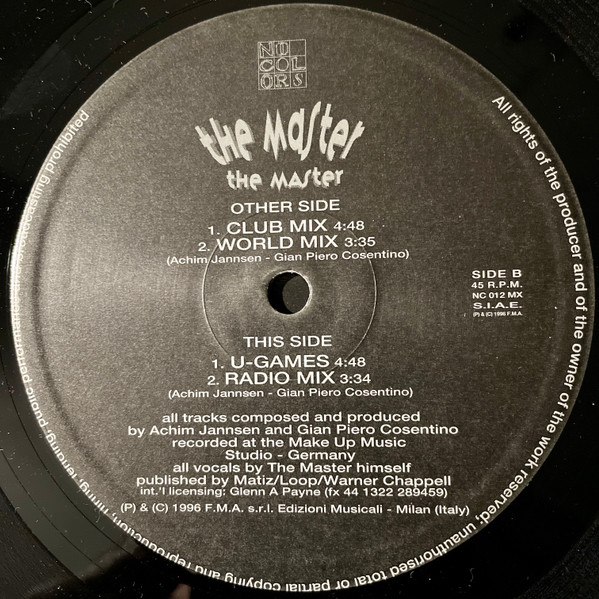 NO
COL
ORS
the Master
the Master
OTHER SIDE
1. CLUB MIX 4:48
2. WORLD MIX 3:35
(Achim Jannsen - Gian Piero Cosentino)
SIDE B
45 R.P.M.
NC 012 MX
S.I.A.E.
(P) & (C) 1996 F.M.A.
THIS SIDE
1. U-GAMES 4:48
2. RADIO MIX 3:34
(Achim Jannsen - Gian Piero Cosentino)
all tracks composed and produced
by Achim Jannsen and Gian Piero Cosentino
recorded at the Make Up Music
Studio - Germany
all vocals by The Master himself
published by Matiz/Loop/Warner Chappell
int.'l licensing: Glenn A Payne (fx 44 1322 289459)
(P) & (C) 1996 F.M.A. s.r.l. Edizioni Musicali - Milan (Italy)
All rights of the producer and of the owner of the work reserved; unauthorised total or partial copying and reproduction, hiring, lending, public performance prohibited